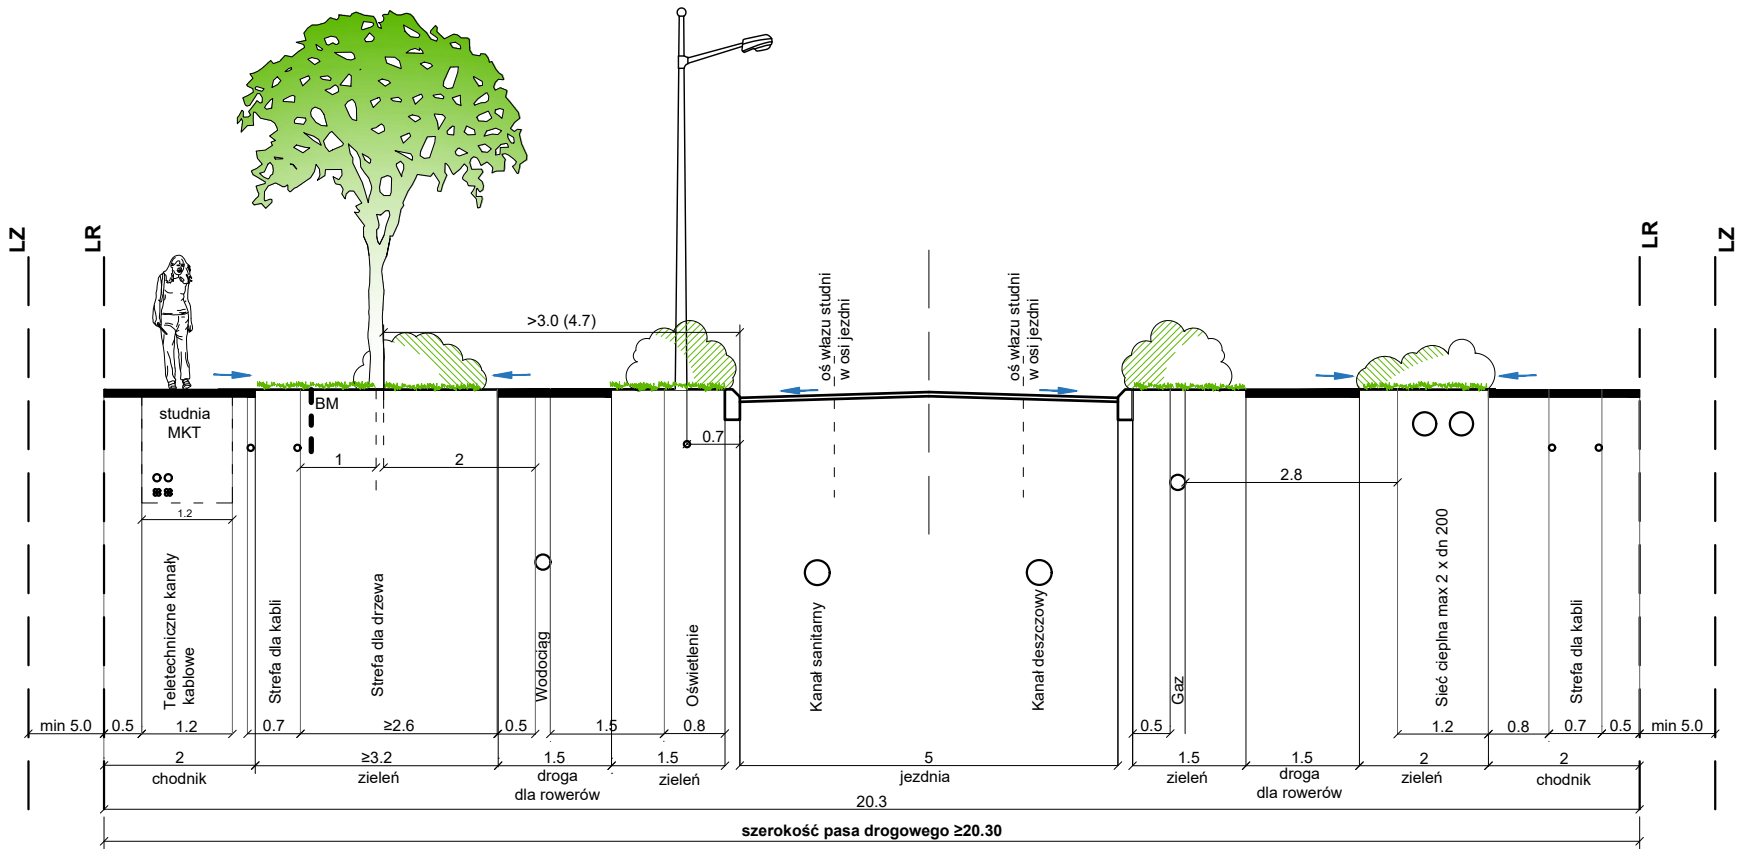 LZ
LR
LR
LZ
oś włazu studni
w osi jezdni
oś włazu studni
w osi jezdni
>3.0 (4.7)
studnia
MKT
BM
0.7
1
2
2.8
1.2
Teletechniczne kanały
kablowe
Strefa dla kabli
Strefa dla drzewa
Wodociąg
Oświetlenie
Kanał sanitarny
Kanał deszczowy
Gaz
Sieć cieplna max 2 x dn 200
Strefa dla kabli
min 5.0
0.5
1.2
0.7
≥2.6
0.5
1.5
0.8
0.5
1.2
0.8
0.7
0.5
min 5.0
2
≥3.2
1.5
1.5
5
1.5
1.5
2
2
chodnik
zieleń
droga
dla rowerów
zieleń
jezdnia
zieleń
droga
dla rowerów
zieleń
chodnik
20.3
szerokość pasa drogowego ≥20.30